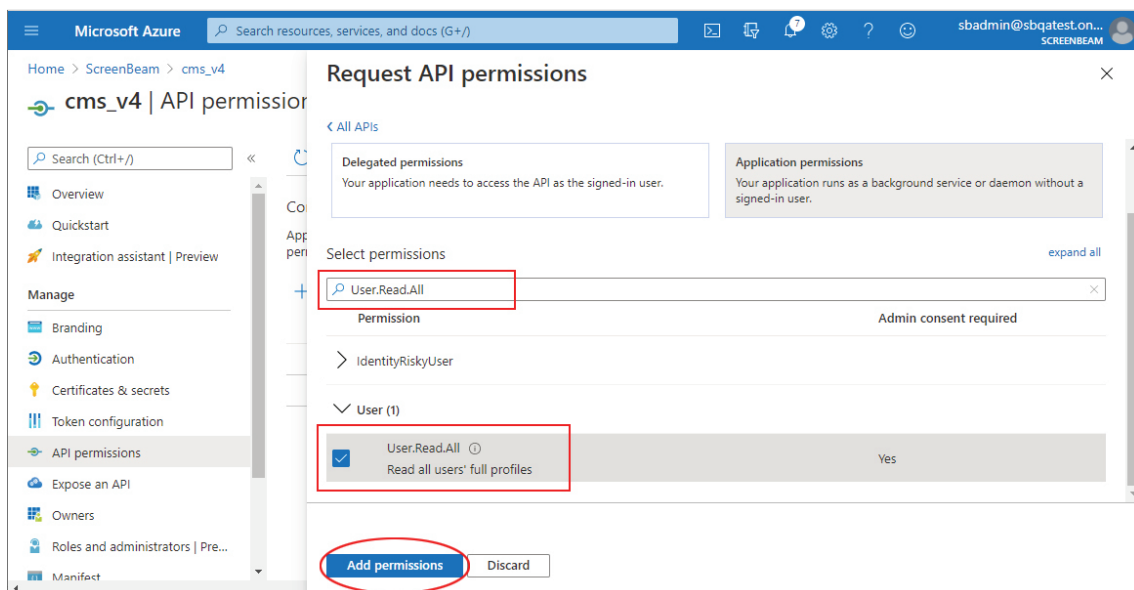 Microsoft Azure
Search resources, services, and docs (G+/)
7
sbadmin@sbqatest.on...
SCREENBEAM
Home > ScreenBeam > cms_v4
cms_v4 | API permission
Search (Ctrl+/)
«
Overview
Quickstart
Integration assistant | Preview
Manage
Branding
Authentication
Certificates & secrets
Token configuration
API permissions
Expose an API
Owners
Roles and administrators | Pre...
Manifest
Co
App
peri
Request API permissions
All APIs
Delegated permissions
Your application needs to access the API as the signed-in user.
Application permissions
Your application runs as a background service or daemon without a
signed-in user.
Select permissions
expand all
User.Read.All
Permission
Admin consent required
IdentityRiskyUser
User (1)
User.Read.All
Read all users' full profiles
Yes
Add permissions
Discard